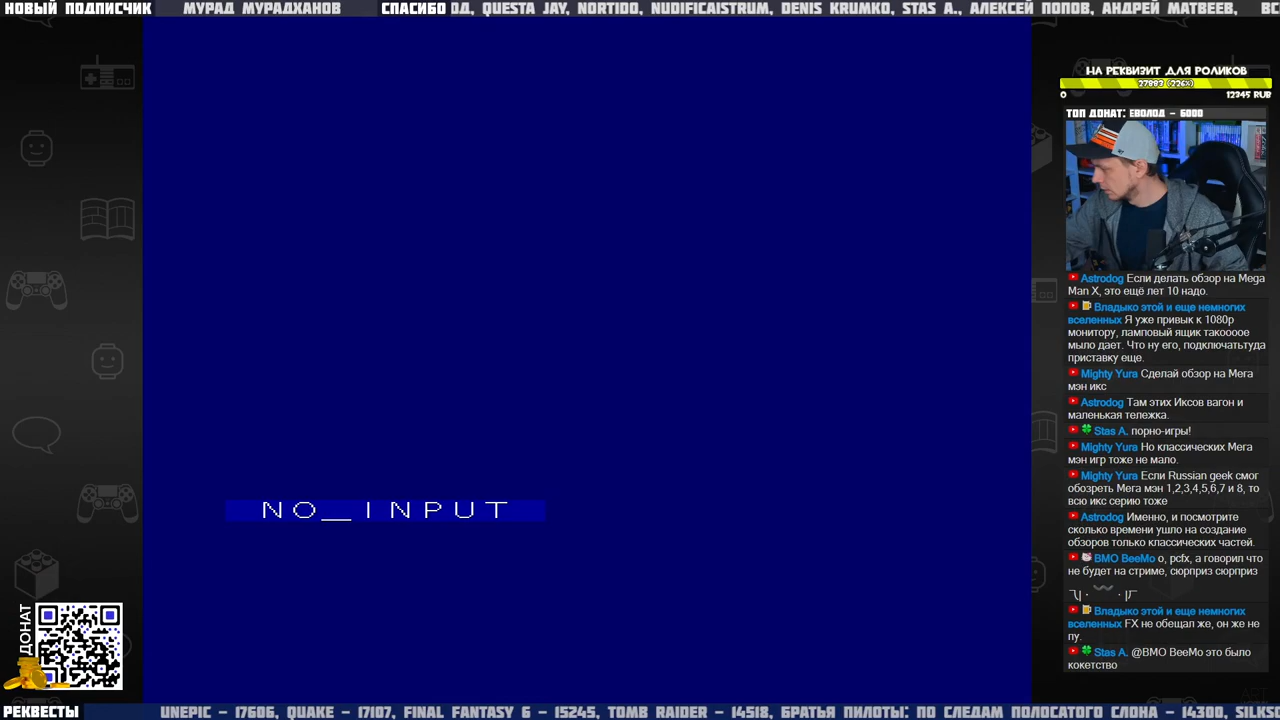 НОВЫЙ ПОДПИСЧИК МУРАД МУРАДХАНОВ СПАСИБО ОД, QUESTA JAY, NORTIDO, NUDIFICAISTRUM, DENIS KRUMKO, STAS A., АЛЕКСЕЙ ПОПОВ, АНДРЕЙ МАТВЕЕВ, ВС
НА РЕКВИЗИТ ДЛЯ РОЛИКОВ
27883 (226%)
0 12345 RUB
ТОП ДОНАТ: ЕВОЛОД - 5000
Astrodog Если делать обзор на Mega
Man X, это ещё лет 10 надо.
Владыко этой и еще немногих
вселенных Я уже привык к 1080р
монитору, ламповый ящик такоооое
мыло дает. Что ну его, подключатьтуда
приставку еще.
Mighty Yura Сделай обзор на Мега
мэн икс
Astrodog Там этих Иксов вагон и
маленькая тележка.
Stas A. порно-игры!
Mighty Yura Но классических Мега
мэн игр тоже не мало.
Mighty Yura Если Russian geek смог
обозреть Мега мэн 1,2,3,4,5,6,7 и 8, то
всю икс серию тоже
Astrodog Именно, и посмотрите
сколько времени ушло на создание
обзоров только классических частей.
BMO BeeMo о, pcfx, а говорил что
не будет на стриме, сюрприз сюрприз
Владыко этой и еще немногих
вселенных FX не обещал же, он же не
пу.
Stas A. @BMO BeeMo это было
кокетство
NO_INPUT
ДОНАТ
РЕКВЕСТЫ UNEPIC - 17606, QUAKE - 17107, FINAL FANTASY 6 - 15245, TOMB RAIDER - 14518, БРАТЬЯ ПИЛОТЫ: ПО СЛЕДАМ ПОЛОСАТОГО СЛОНА - 14300, SILKS